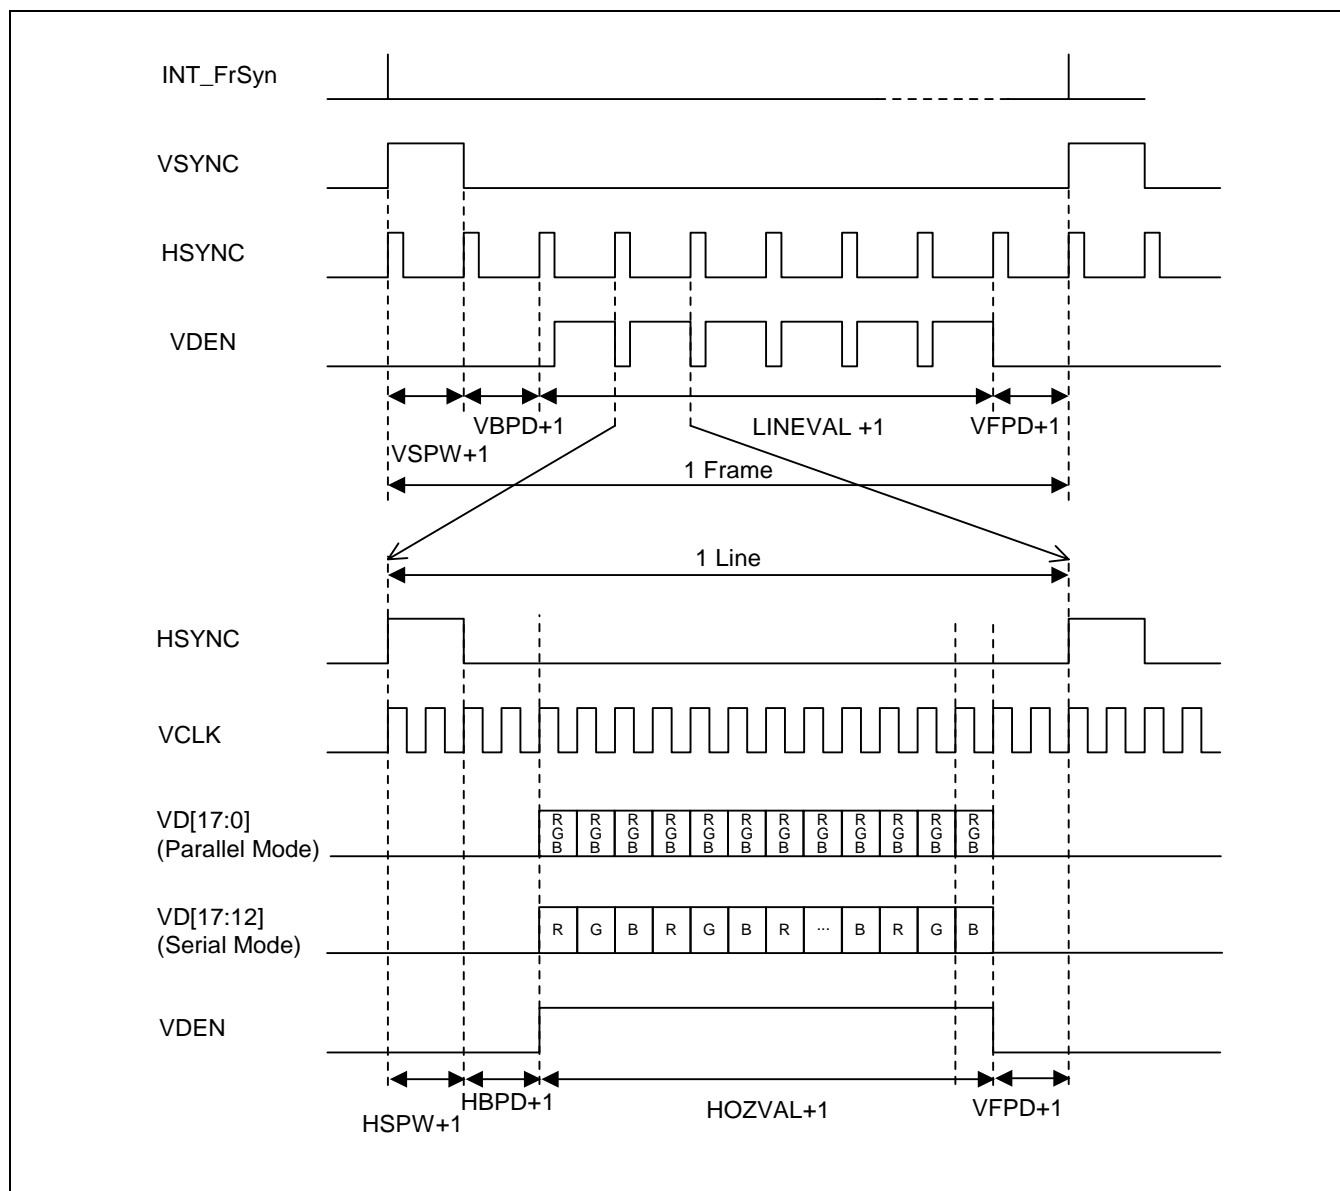 INT_FrSyn
VSYNC
HSYNC
VDEN
VBPD+1
LINEVAL +1
VFPD+1
VSPW+1
1 Frame
1 Line
HSYNC
VCLK
VD[17:0]
(Parallel Mode)
R R R R R R R R R R R R
G G G G G G G G G G G G
B B B B B B B B B B B B
VD[17:12]
(Serial Mode)
R G B R G B R ... B R G B
VDEN
HSPW+1
HBPD+1
HOZVAL+1
VFPD+1